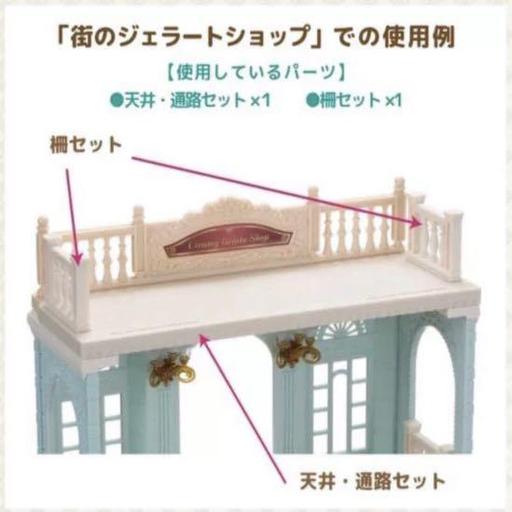 「街のジェラートショップ」での使用例
【使用しているパーツ】
●天井・通路セット×1 ●柵セット×1
柵セット
Creamy Gelato Shop
天井・通路セット